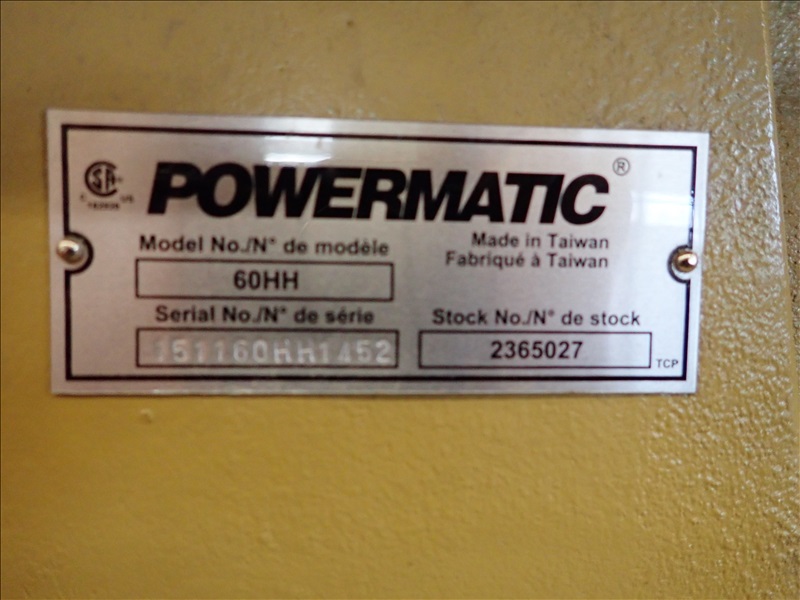 POWERMATIC®
Model No./N° de modèle
60HH
Made in Taiwan
Fabriqué à Taiwan
Serial No./N° de série
151160HH1452
Stock No./N° de stock
2365027
TCP